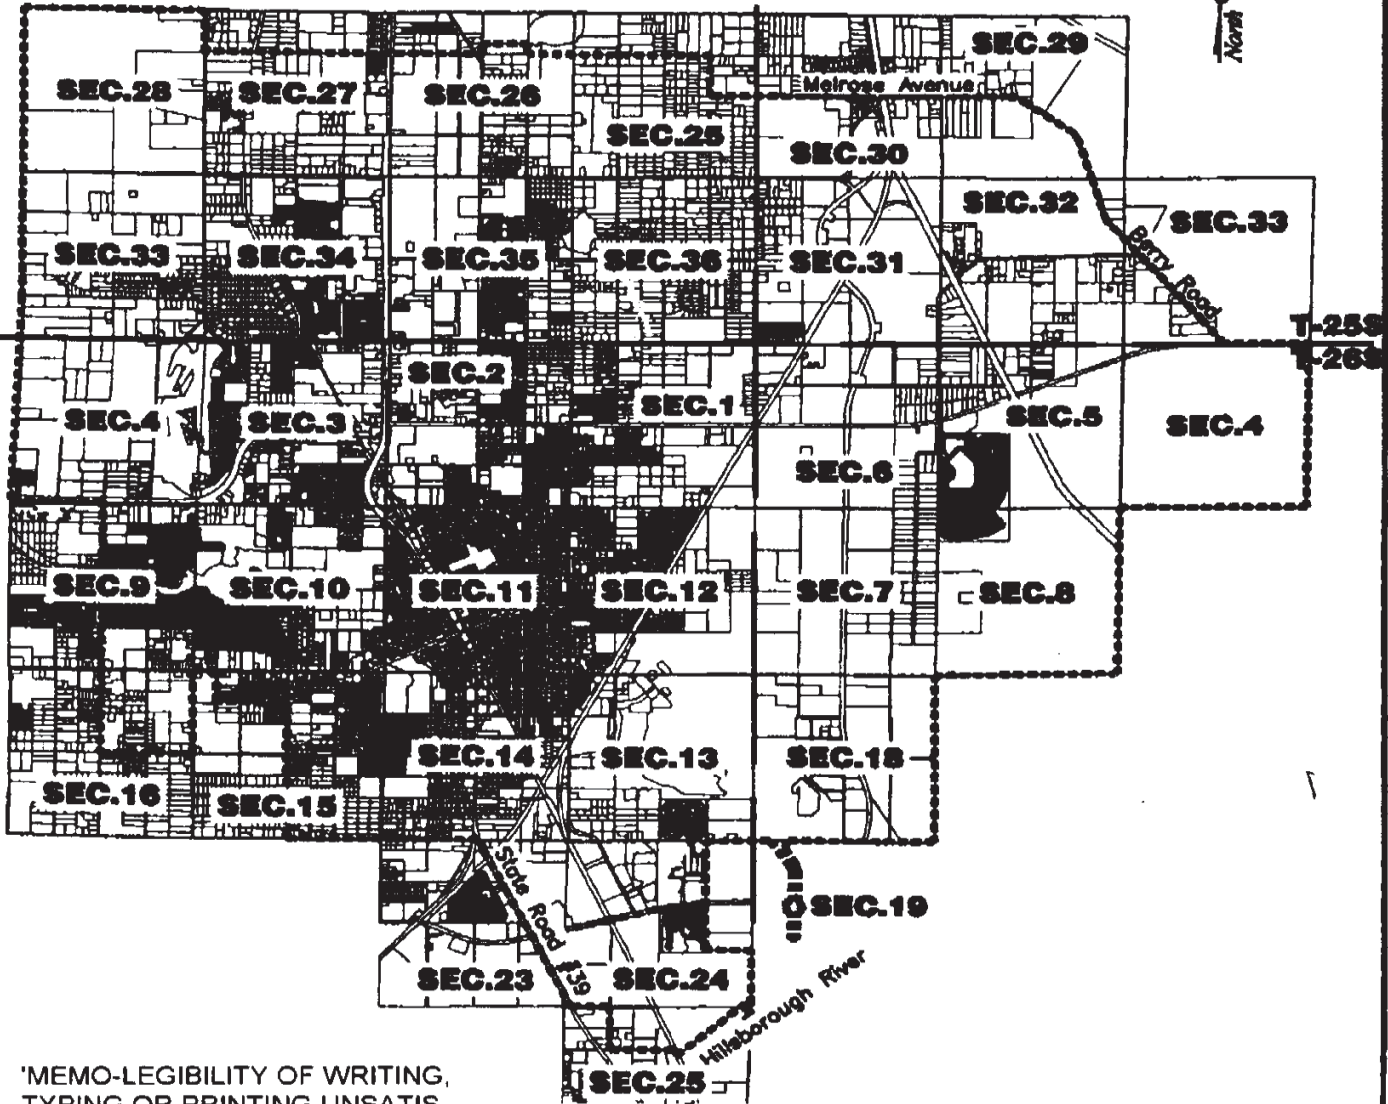 North
SEC.29
SEC.28
SEC.27
SEC.26
Melrose Avenue
SEC.25
SEC.30
SEC.32
SEC.33
SEC.33
SEC.34
SEC.35
SEC.36
SEC.31
Berry Road
T-25S
T-26S
SEC.2
SEC.4
SEC.3
SEC.1
SEC.5
SEC.4
SEC.6
SEC.9
SEC.10
SEC.11
SEC.12
SEC.7
SEC.8
SEC.14
SEC.13
SEC.18
SEC.16
SEC.15
State Road #39
SEC.19
SEC.23
SEC.24
Hillsborough River
SEC.25
'MEMO-LEGIBILITY OF WRITING,
TYPING OR PRINTING UNSATIS